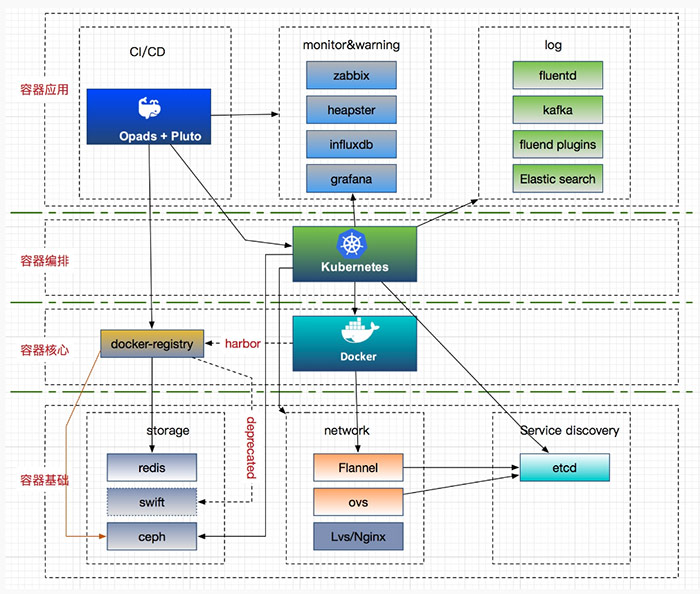 CI/CD
monitor&warning
log
容器应用
Opads + Pluto
zabbix
heapster
influxdb
grafana
fluentd
kafka
fluend plugins
Elastic search
容器编排
Kubernetes
容器核心
docker-registry
harbor
Docker
deprecated
容器基础
storage
redis
swift
ceph
network
Flannel
ovs
Lvs/Nginx
Service discovery
etcd